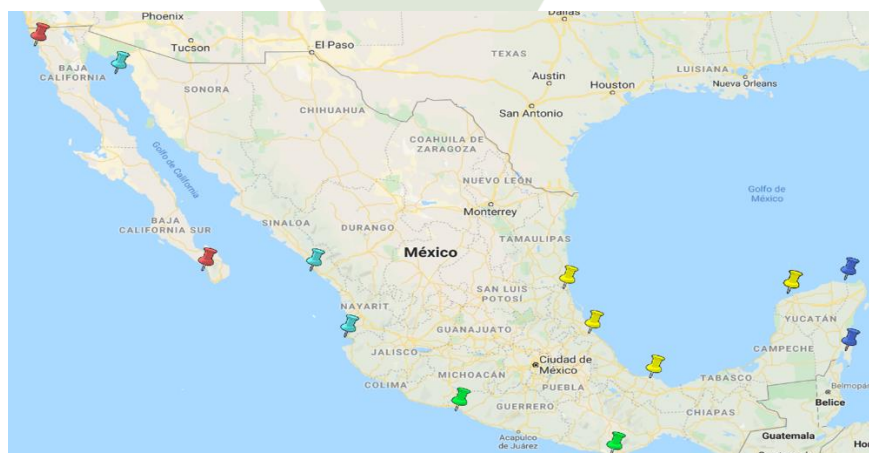 Phoenix
Dallas
Tucson
El Paso
BAJA
CALIFORNIA
TEXAS
LUISIANA
SONORA
Austin
Houston
Nueva Orleans
CHIHUAHUA
San Antonio
COAHUILA DE
ZARAGOZA
Golfo de California
NUEVO LEÓN
Golfo de
México
BAJA
CALIFORNIA SUR
SINALOA
DURANGO
Monterrey
TAMAULIPAS
México
SAN LUIS
POTOSÍ
NAYARIT
YUCATÁN
GUANAJUATO
JALISCO
Ciudad de
México
CAMPECHE
COLIMA
MICHOACÁN
PUEBLA
TABASCO
Belmopán
GUERRERO
CHIAPAS
Belice
Acapulco
de Juárez
Guatemala
Guatemala